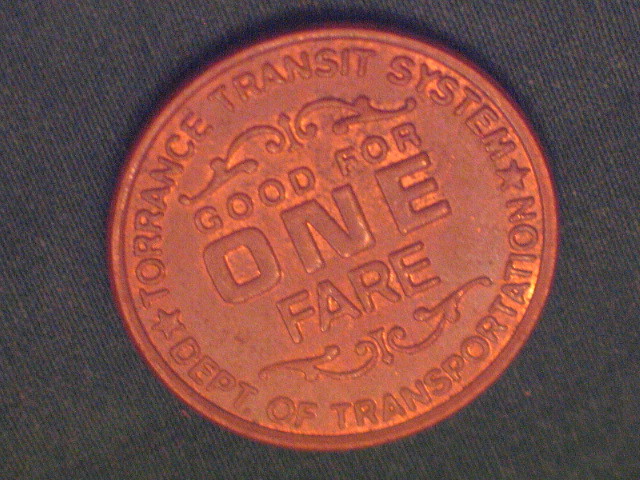 TORRANCE TRANSIT SYSTEM
GOOD FOR
ONE
FARE
DEPT. OF TRANSPORTATION